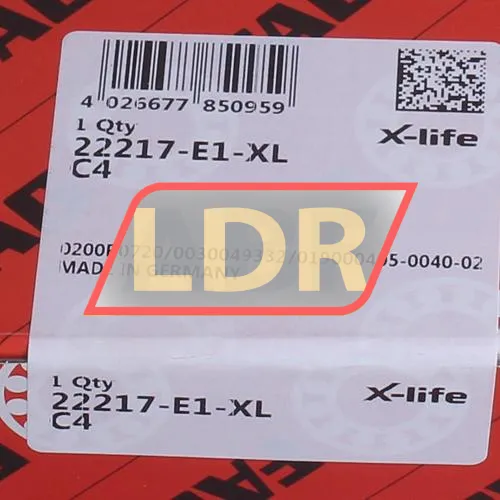 4 026677 850959
1 Qty
22217-E1-XL
C4
X-life
LDR
MADE IN GERMANY
1 Qty
22217-E1-XL
C4
X-life